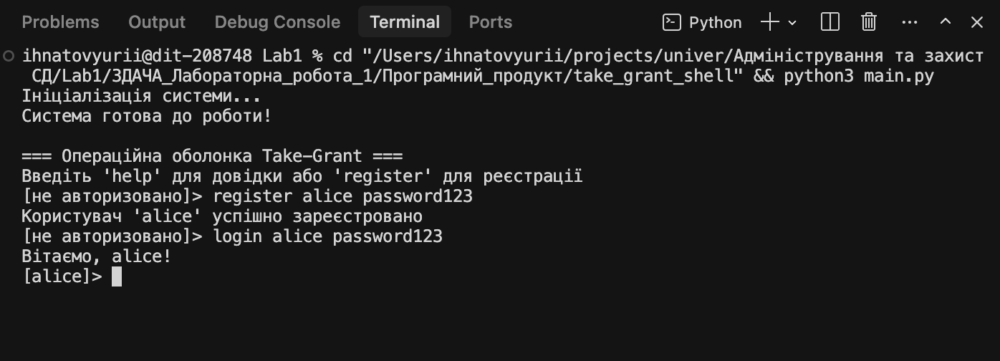 Problems Output Debug Console Terminal Ports Python
ihnatovyurii@dit-208748 Lab1 % cd "/Users/ihnatovyurii/projects/univer/Адміністрування та захист
СД/Lab1/ЗДАЧА_Лабораторна_робота_1/Програмний_продукт/take_grant_shell" && python3 main.py
Ініціалізація системи...
Система готова до роботи!
=== Операційна оболонка Take-Grant ===
Введіть 'help' для довідки або 'register' для реєстрації
[не авторизовано]> register alice password123
Користувач 'alice' успішно зареєстровано
[не авторизовано]> login alice password123
Вітаємо, alice!
[alice]>